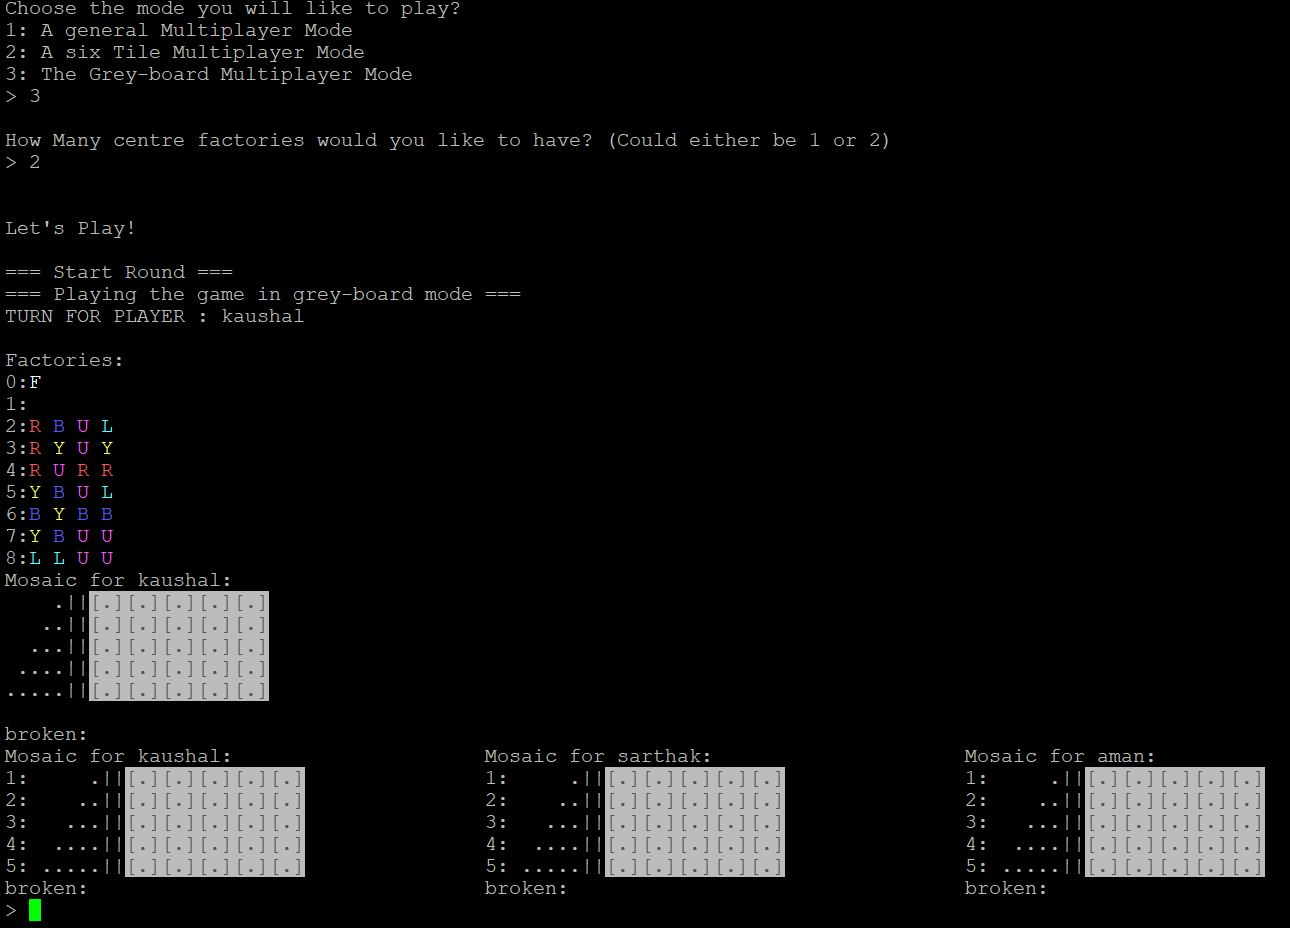 Choose the mode you will like to play?
1: A general Multiplayer Mode
2: A six Tile Multiplayer Mode
3: The Grey-board Multiplayer Mode
> 3
How Many centre factories would you like to have? (Could either be 1 or 2)
> 2
Let's Play!
=== Start Round ===
=== Playing the game in grey-board mode ===
TURN FOR PLAYER : kaushal
Factories:
0:F
1:
2:R B U L
3:R Y U Y
4:R U R R
5:Y B U L
6:B Y B B
7:Y B U U
8:L L U U
Mosaic for kaushal:
    .||[.][.][.][.][.]
   ..||[.][.][.][.][.]
  ...||[.][.][.][.][.]
 ....||[.][.][.][.][.]
.....||[.][.][.][.][.]
broken:
Mosaic for kaushal:                     Mosaic for sarthak:                     Mosaic for aman:
1:     .||[.][.][.][.][.]               1:     .||[.][.][.][.][.]               1:     .||[.][.][.][.][.]
2:    ..||[.][.][.][.][.]               2:    ..||[.][.][.][.][.]               2:    ..||[.][.][.][.][.]
3:   ...||[.][.][.][.][.]               3:   ...||[.][.][.][.][.]               3:   ...||[.][.][.][.][.]
4:  ....||[.][.][.][.][.]               4:  ....||[.][.][.][.][.]               4:  ....||[.][.][.][.][.]
5: .....||[.][.][.][.][.]               5: .....||[.][.][.][.][.]               5: .....||[.][.][.][.][.]
broken:                                 broken:                                 broken:
>